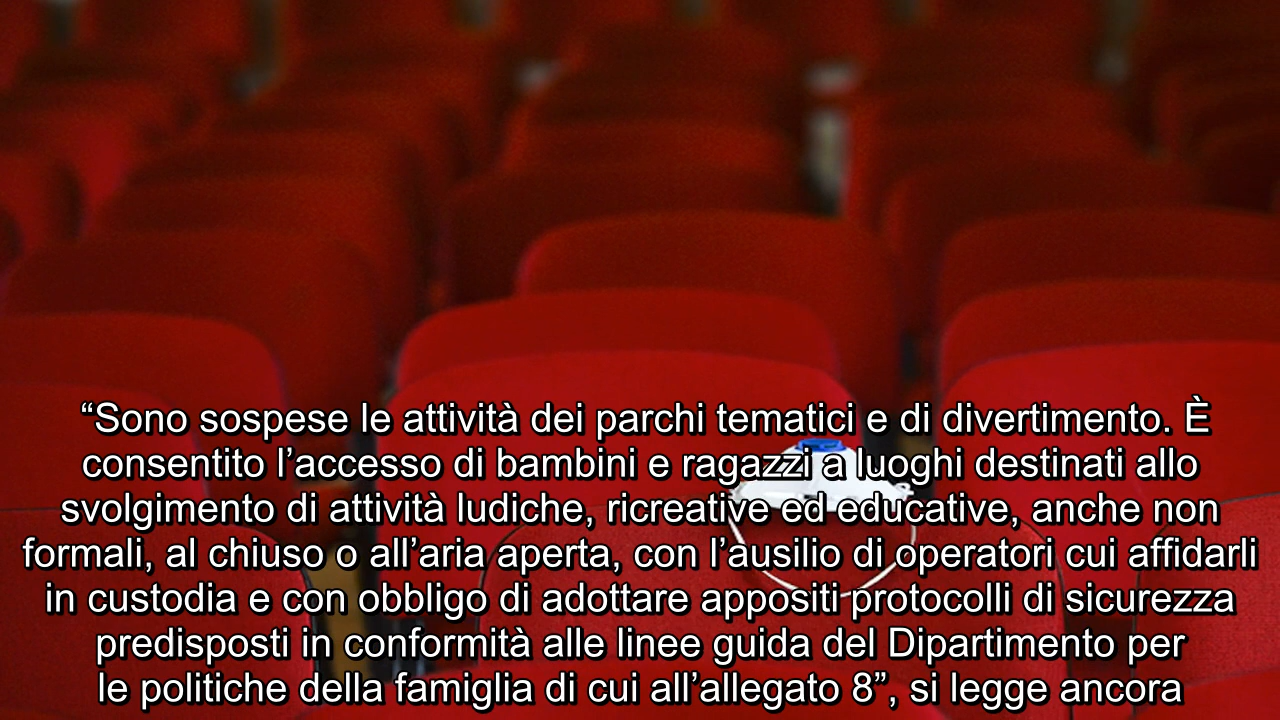 “Sono sospese le attività dei parchi tematici e di divertimento. È
consentito l’accesso di bambini e ragazzi a luoghi destinati allo
svolgimento di attività ludiche, ricreative ed educative, anche non
formali, al chiuso o all’aria aperta, con l’ausilio di operatori cui affidarli
in custodia e con obbligo di adottare appositi protocolli di sicurezza
predisposti in conformità alle linee guida del Dipartimento per
le politiche della famiglia di cui all’allegato 8”, si legge ancora